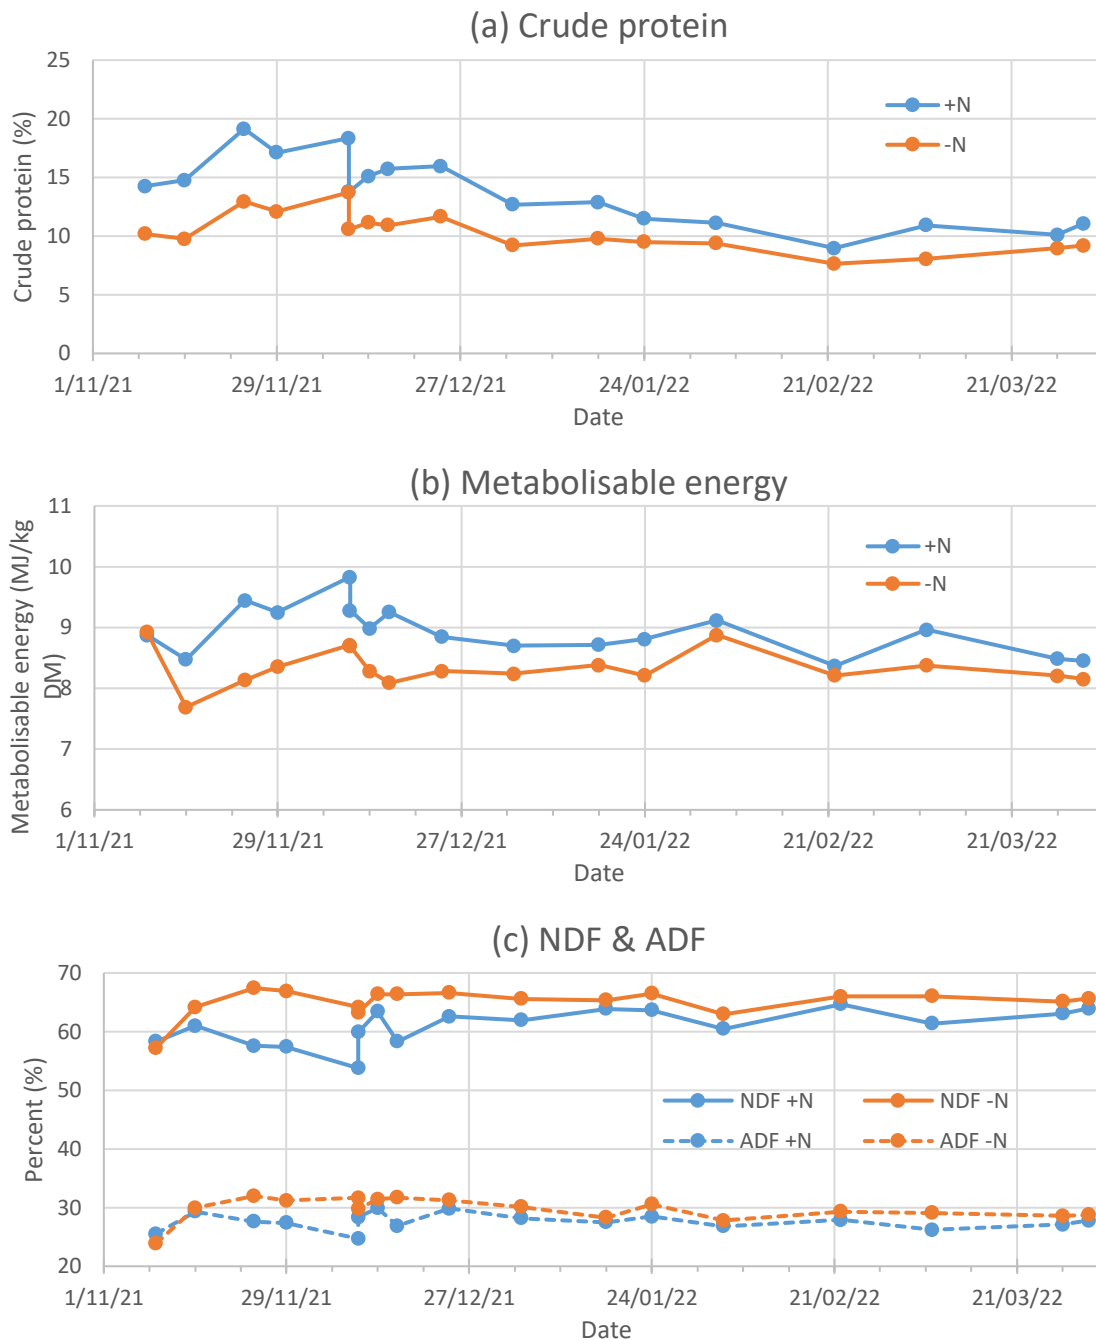 (a) Crude protein
Crude protein (%)
25
20
15
10
5
0
+N
-N
1/11/21 29/11/21 27/12/21 24/01/22 21/02/22 21/03/22
Date
(b) Metabolisable energy
Metabolisable energy (MJ/kg
DM)
11
10
9
8
7
6
+N
-N
1/11/21 29/11/21 27/12/21 24/01/22 21/02/22 21/03/22
Date
(c) NDF & ADF
Percent (%)
70
60
50
40
30
20
NDF +N NDF -N
ADF +N ADF -N
1/11/21 29/11/21 27/12/21 24/01/22 21/02/22 21/03/22
Date